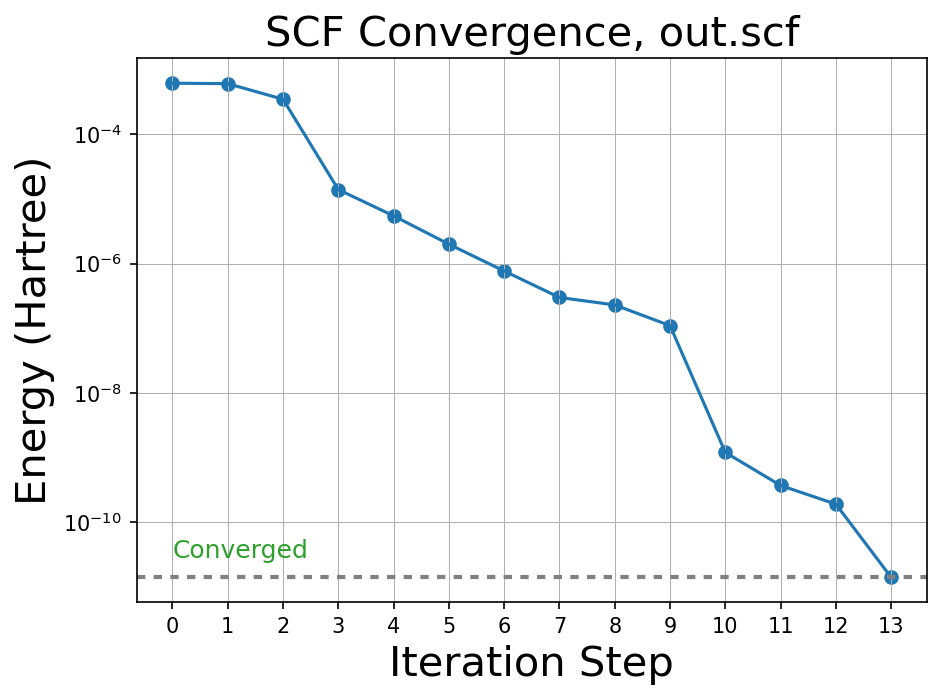 SCF Convergence, out.scf
Energy (Hartree)
10⁻⁴
10⁻⁶
10⁻⁸
10⁻¹⁰
Converged
0 1 2 3 4 5 6 7 8 9 10 11 12 13
Iteration Step